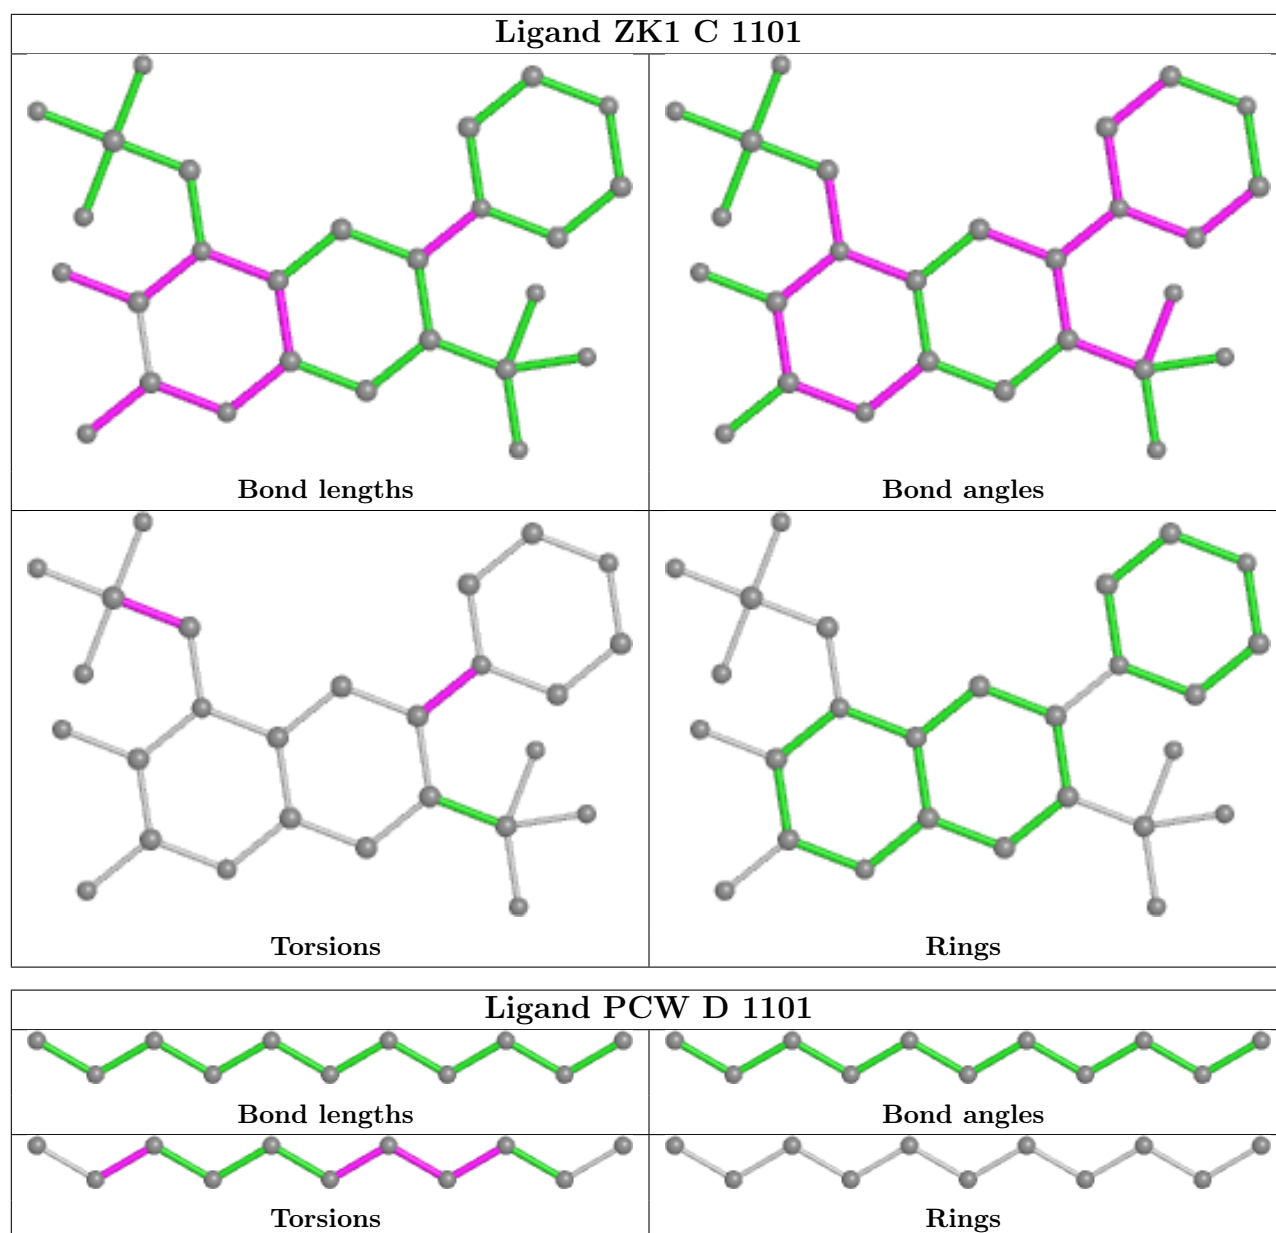 Ligand ZK1 C 1101
Bond lengths
Bond angles
Torsions
Rings
Ligand PCW D 1101
Bond lengths
Bond angles
Torsions
Rings